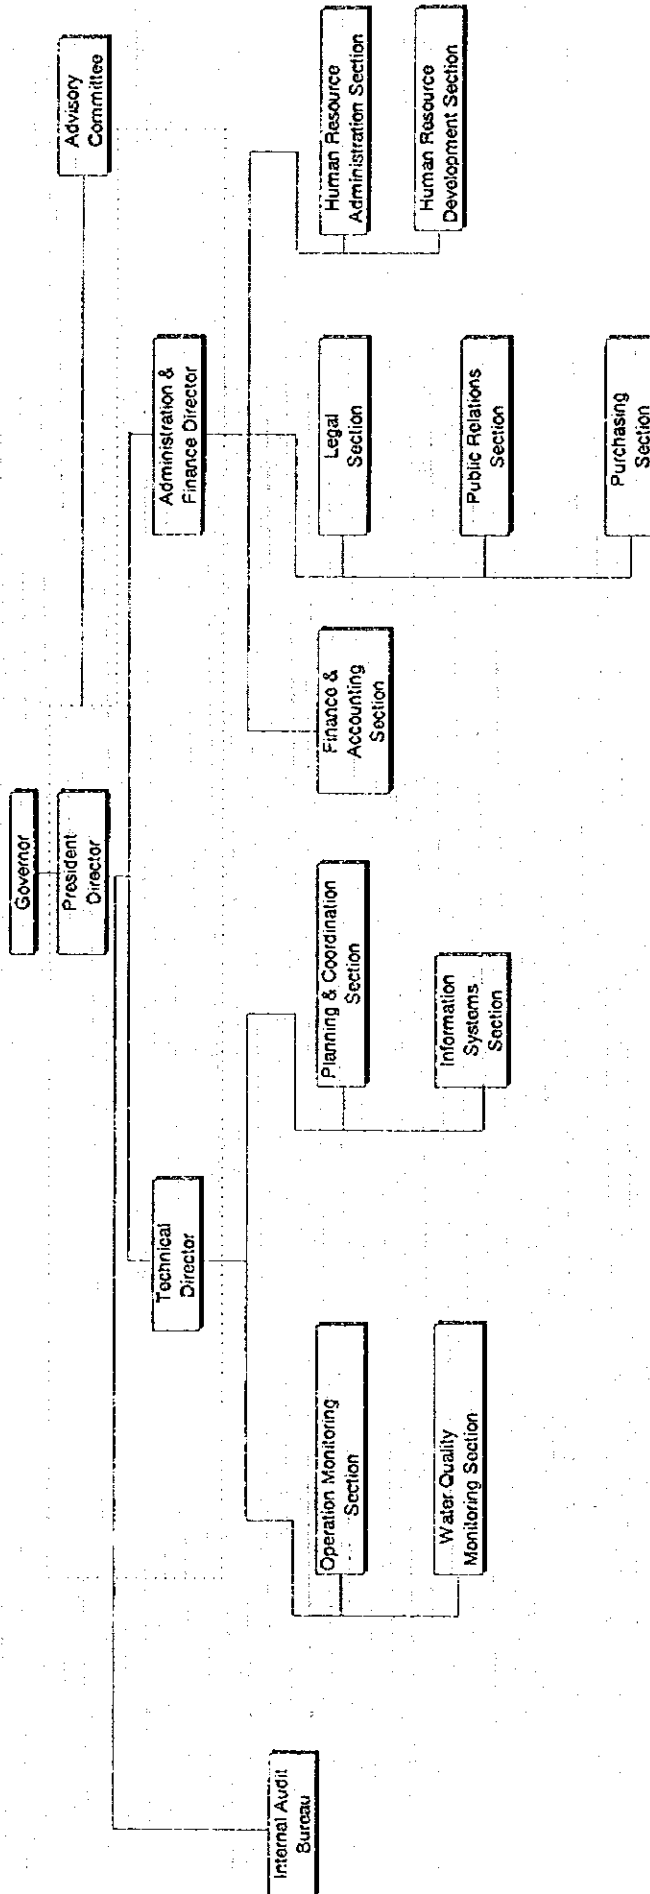 Governor
President
Director
Advisory
Committee
Technical
Director
Administration &
Finance Director
Internal Audit
Bureau
Operation Monitoring
Section
Planning & Coordination
Section
Finance &
Accounting
Section
Legal
Section
Human Resource
Administration Section
Water Quality
Monitoring Section
Information
Systems
Section
Public Relations
Section
Human Resource
Development Section
Purchasing
Section